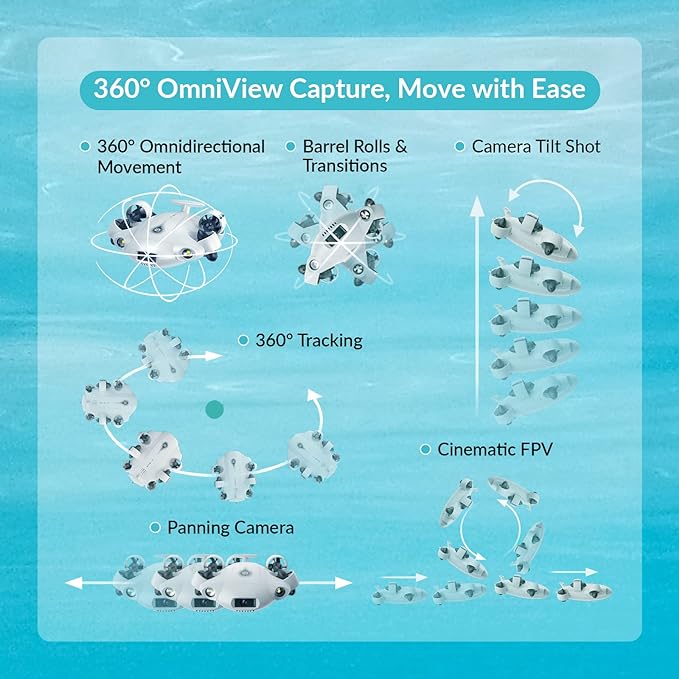 360° OmniView Capture, Move with Ease
360° Omnidirectional
Movement
Barrel Rolls &
Transitions
Camera Tilt Shot
360° Tracking
Cinematic FPV
Panning Camera